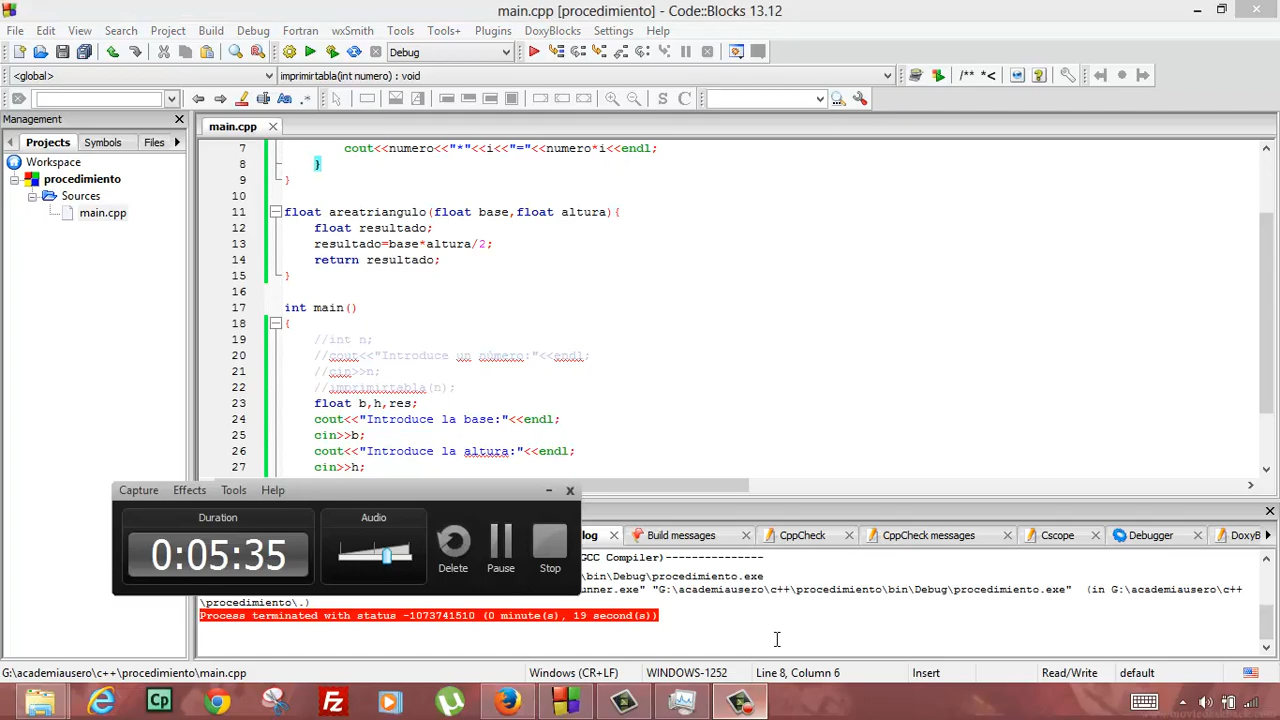 main.cpp [procedimiento] - Code::Blocks 13.12
File Edit View Search Project Build Debug Fortran wxSmith Tools Tools+ Plugins DoxyBlocks Settings Help
Debug
<global> imprimirtabla(int numero) : void
/** *<
S C
Management
Projects Symbols Files
main.cpp
Workspace
procedimiento
Sources
main.cpp
7 cout<<numero<<"*"<<i<<"="<<numero*i<<endl;
8 }
9 }
10
11 float areatriangulo(float base,float altura){
12 float resultado;
13 resultado=base*altura/2;
14 return resultado;
15 }
16
17 int main()
18 {
19 //int n;
20 //cout<<"Introduce un número:"<<endl;
21 //cin>>n;
22 //imprimirtabla(n);
23 float b,h,res;
24 cout<<"Introduce la base:"<<endl;
25 cin>>b;
26 cout<<"Introduce la altura:"<<endl;
27 cin>>h;
Capture Effects Tools Help
Duration
0:05:35
Audio
Delete Pause Stop
log Build messages CppCheck CppCheck messages Cscope Debugger DoxyB
GCC Compiler)---------------
\bin\Debug\procedimiento.exe
unner.exe" "G:\academiausero\c++\procedimiento\bin\Debug\procedimiento.exe" (in G:\academiausero\c++
\procedimiento\.)
Process terminated with status -1073741510 (0 minute(s), 19 second(s))
G:\academiausero\c++\procedimiento\main.cpp Windows (CR+LF) WINDOWS-1252 Line 8, Column 6 Insert Read/Write default
Cp